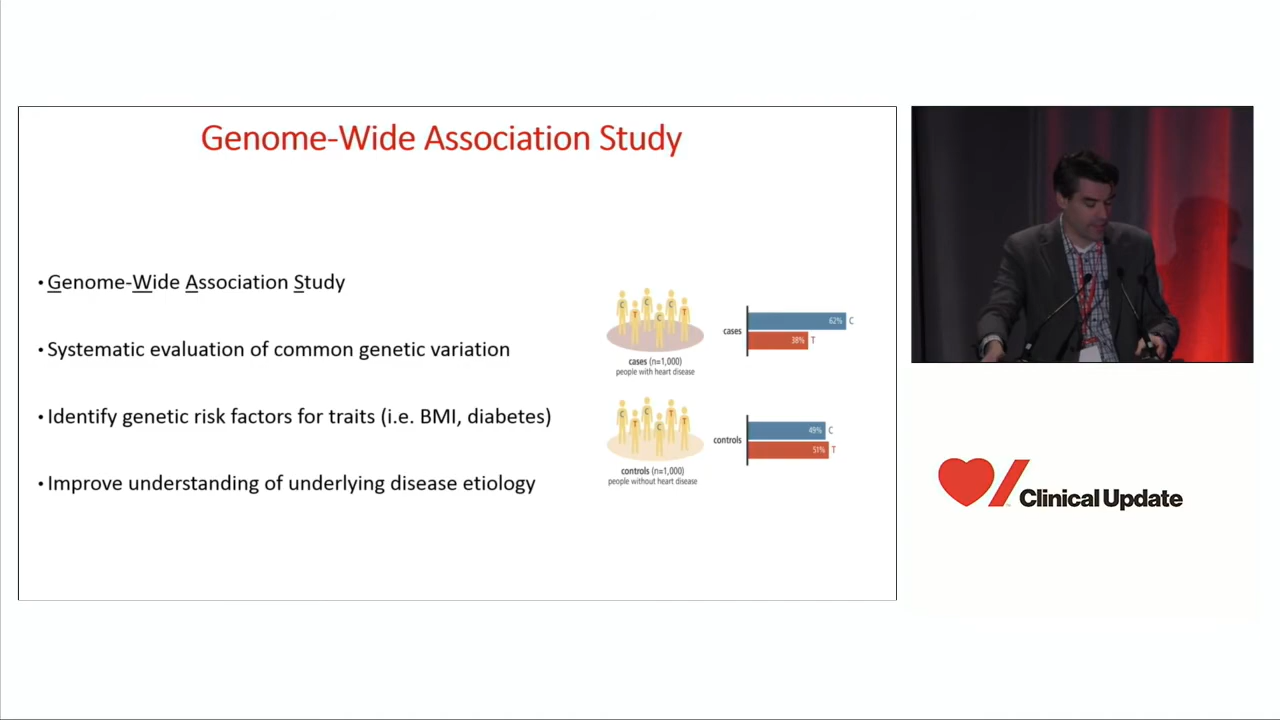 Genome-Wide Association Study
• Genome-Wide Association Study
• Systematic evaluation of common genetic variation
• Identify genetic risk factors for traits (i.e. BMI, diabetes)
• Improve understanding of underlying disease etiology
C
C
C
T
C
T
cases (n=1,000)
people with heart disease
cases
62% C
38% T
C
C
T
T
C
T
controls (n=1,000)
people without heart disease
controls
49% C
51% T
Clinical Update